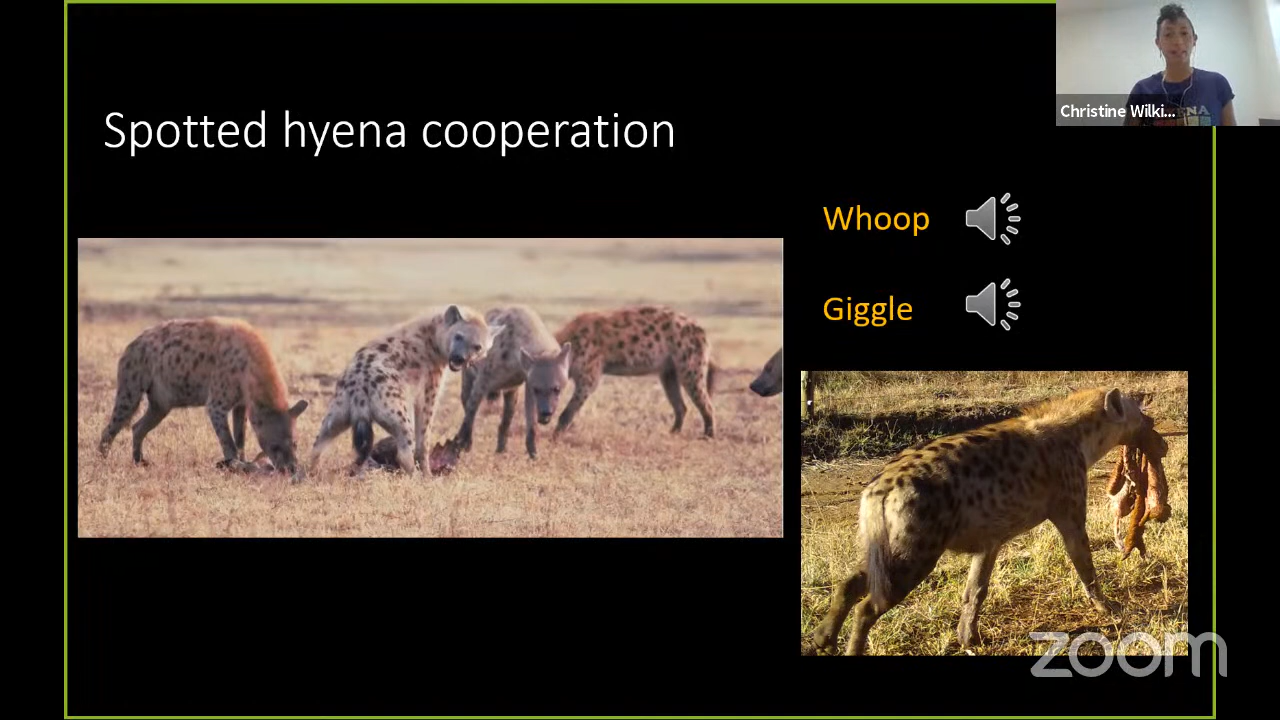 Spotted hyena cooperation
Christine Wilki...
Whoop
Giggle
zoom